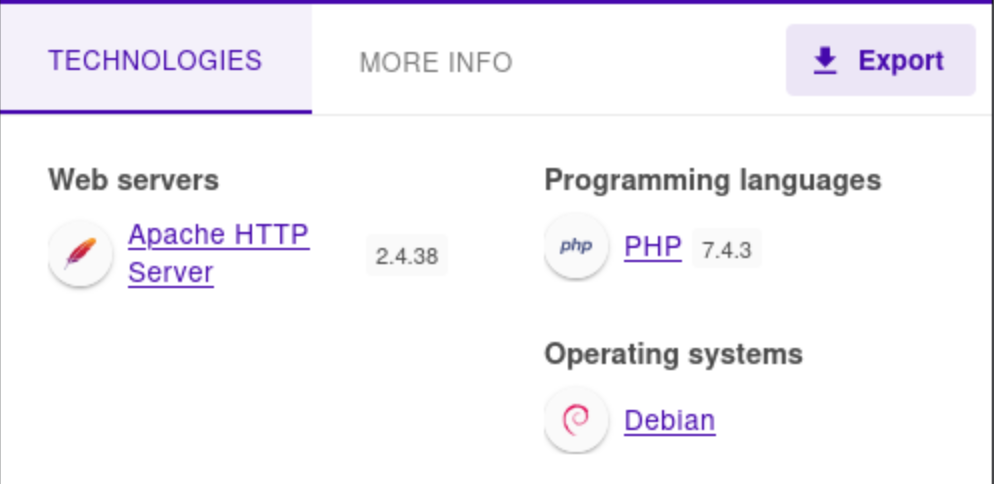 TECHNOLOGIES
MORE INFO
Export
Web servers
Apache HTTP
Server
2.4.38
Programming languages
php
PHP
7.4.3
Operating systems
Debian